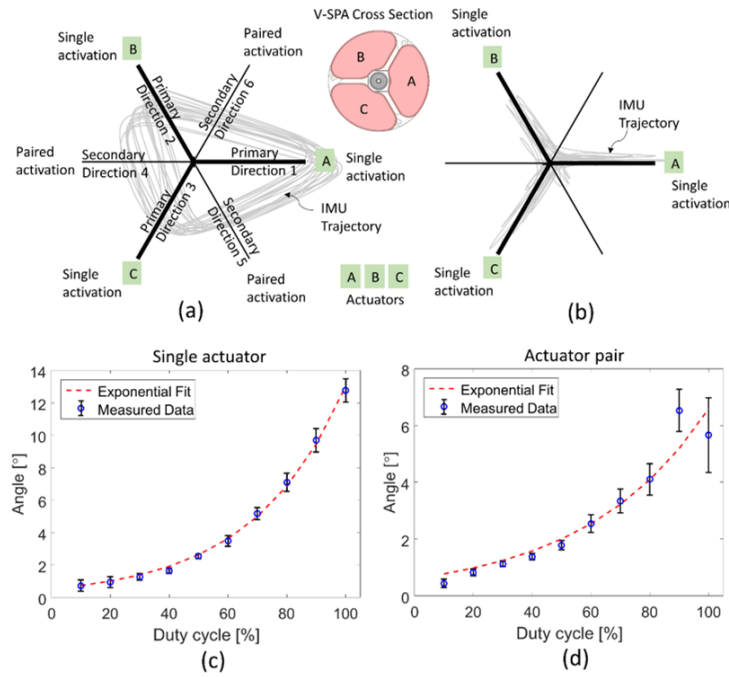 V-SPA Cross Section
B
A
C
Single
activation
B
Paired
activation
Primary
Direction 2
Secondary
Direction 6
Paired
activation
Secondary
Direction 4
Primary
Direction 1
A
Single
activation
Primary
Direction 3
Secondary
Direction 5
IMU
Trajectory
C
Single
activation
Paired
activation
(a)
A B C
Actuators
Single
activation
B
IMU
Trajectory
A
Single
activation
C
Single
activation
(b)
Single actuator
Exponential Fit
Measured Data
Angle [°]
14
12
10
8
6
4
2
0
0 20 40 60 80 100
Duty cycle [%]
(c)
Actuator pair
Exponential Fit
Measured Data
Angle [°]
8
6
4
2
0
0 20 40 60 80 100
Duty cycle [%]
(d)